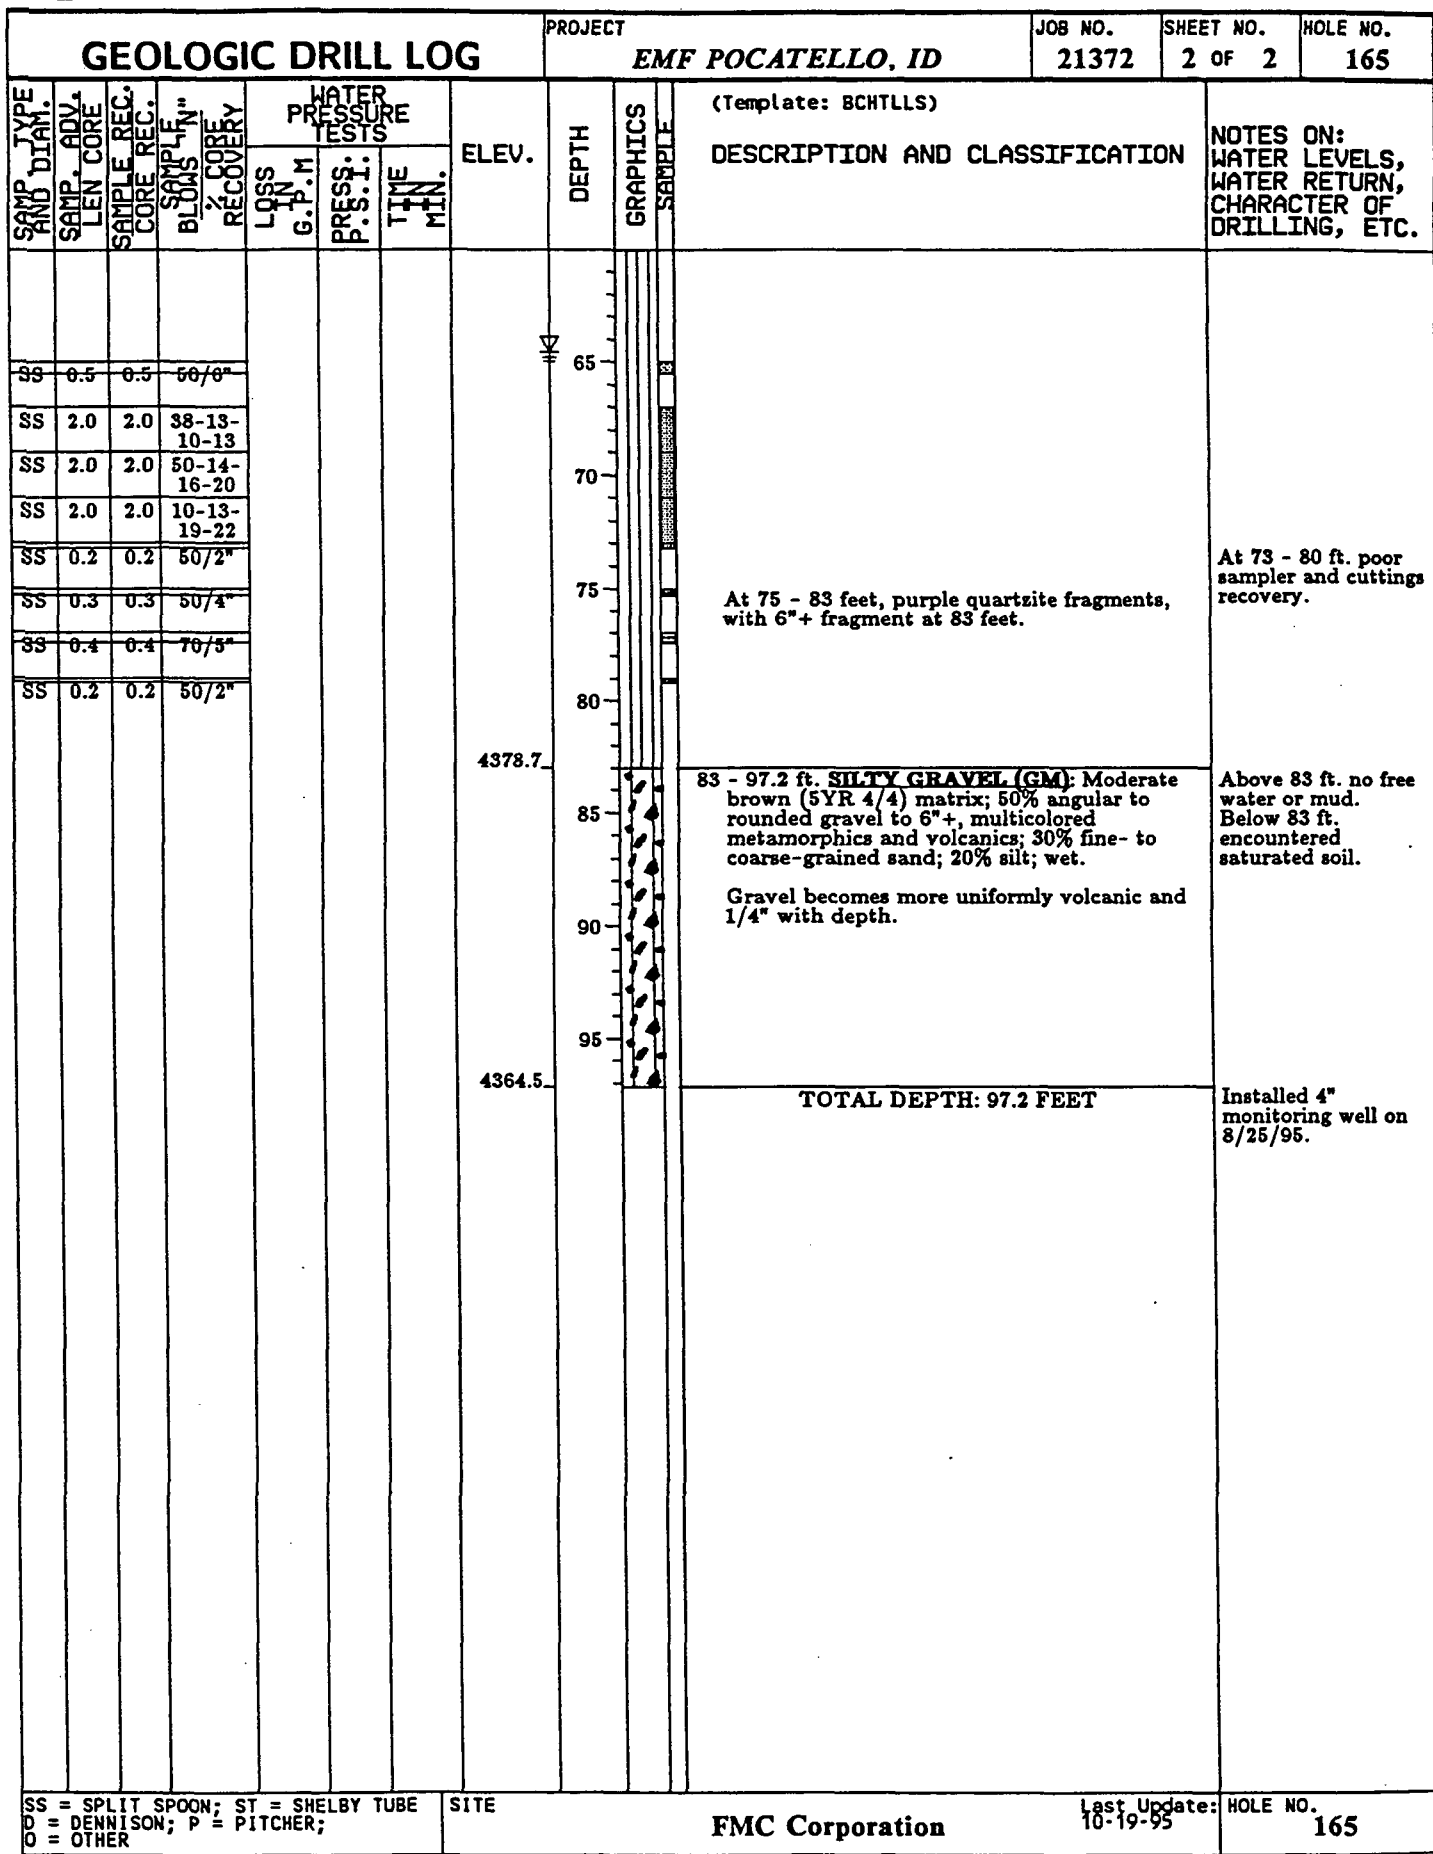 GEOLOGIC DRILL LOG
PROJECT
EMF POCATELLO, ID
JOB NO.
21372
SHEET NO.
2 OF 2
HOLE NO.
165
SAMP. TYPE
AND DIAM.
SAMP. ADV.
LEN CORE
SAMPLE REC.
CORE REC.
SAMPLE
BLOWS "N"
% CORE
RECOVERY
WATER
PRESSURE
TESTS
LOSS
IN
G.P.M
PRESS.
P.S.I.
TIME
IN
MIN.
ELEV.
DEPTH
GRAPHICS
SAMPLE
(Template: BCHTLLS)
DESCRIPTION AND CLASSIFICATION
NOTES ON:
WATER LEVELS,
WATER RETURN,
CHARACTER OF
DRILLING, ETC.
65
SS 0.5 0.5 50/6"
SS 2.0 2.0 38-13-
10-13
SS 2.0 2.0 50-14-
16-20
70
SS 2.0 2.0 10-13-
19-22
SS 0.2 0.2 50/2"
At 73 - 80 ft. poor
sampler and cuttings
recovery.
75
SS 0.3 0.3 50/4"
At 75 - 83 feet, purple quartzite fragments,
with 6"+ fragment at 83 feet.
SS 0.4 0.4 70/5"
SS 0.2 0.2 50/2"
80
4378.7
83 - 97.2 ft. SILTY GRAVEL (GM): Moderate
brown (5YR 4/4) matrix; 50% angular to
rounded gravel to 6"+, multicolored
metamorphics and volcanics; 30% fine- to
coarse-grained sand; 20% silt; wet.
Above 83 ft. no free
water or mud.
Below 83 ft.
encountered
saturated soil.
85
Gravel becomes more uniformly volcanic and
1/4" with depth.
90
95
4364.5
TOTAL DEPTH: 97.2 FEET
Installed 4"
monitoring well on
8/25/95.
SS = SPLIT SPOON; ST = SHELBY TUBE
D = DENNISON; P = PITCHER;
O = OTHER
SITE
FMC Corporation
Last Update:
10-19-95
HOLE NO.
165